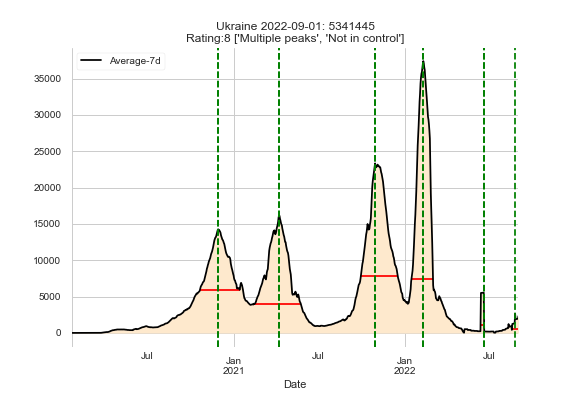 Ukraine 2022-09-01: 5341445
Rating:8 ['Multiple peaks', 'Not in control']
Average-7d
35000
30000
25000
20000
15000
10000
5000
0
Jul
Jan
2021
Jul
Jan
2022
Jul
Date